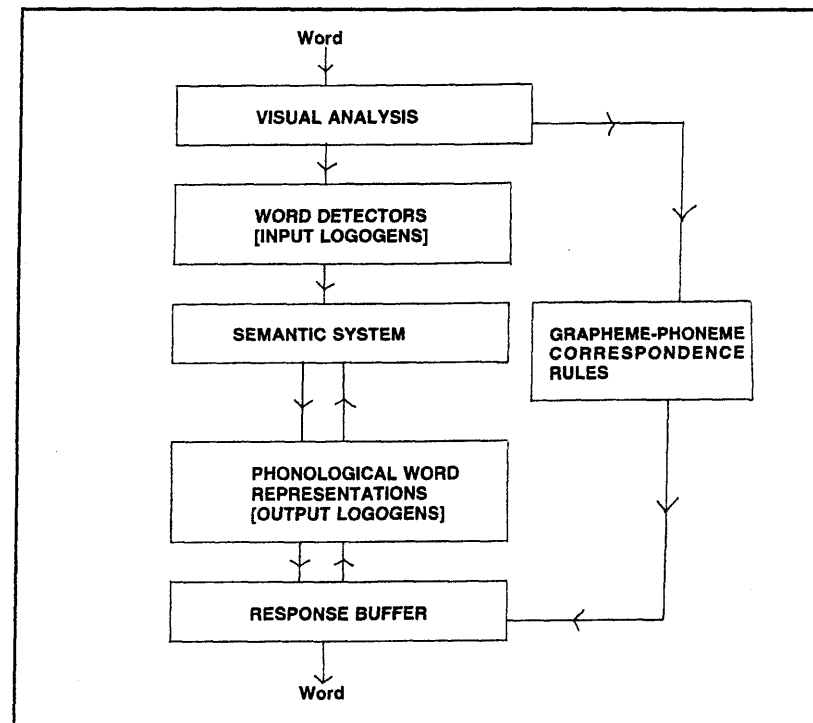 Word
VISUAL ANALYSIS
WORD DETECTORS
[INPUT LOGOGENS]
SEMANTIC SYSTEM
GRAPHEME-PHONEME
CORRESPONDENCE
RULES
PHONOLOGICAL WORD
REPRESENTATIONS
[OUTPUT LOGOGENS]
RESPONSE BUFFER
Word